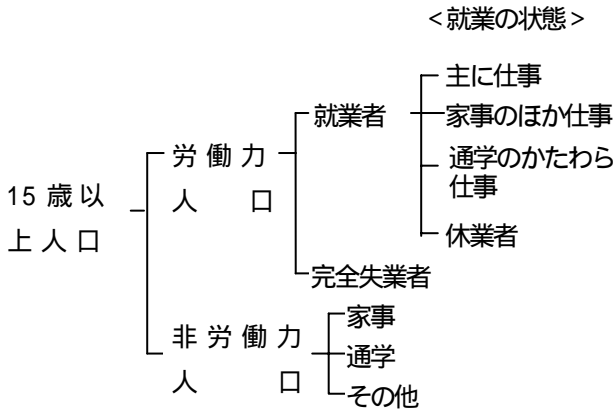 <就業の状態>
主に仕事
就業者
家事のほか仕事
労働力
人口
通学のかたわら
仕事
15歳以
上人口
休業者
完全失業者
家事
非労働力
人口
通学
その他